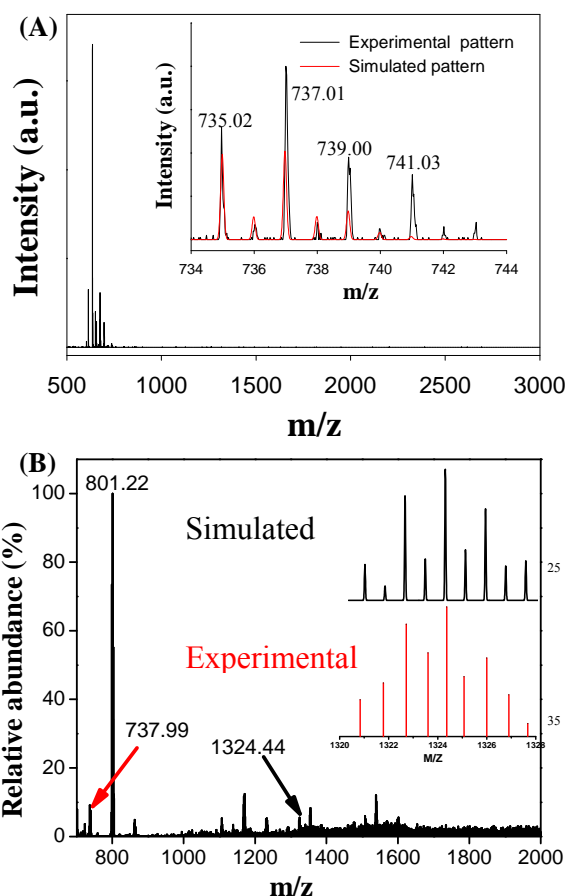 (A)
Experimental pattern
Simulated pattern
737.01
735.02
739.00
741.03
Intensity (a.u.)
734 736 738 740 742 744
m/z
Intensity (a.u.)
500 1000 1500 2000 2500 3000
m/z
(B)
801.22
Simulated
Experimental
737.99
1324.44
25
35
1320 1322 1324 1326 1328
M/Z
Relative abundance (%)
100
80
60
40
20
0
800 1000 1200 1400 1600 1800 2000
m/z